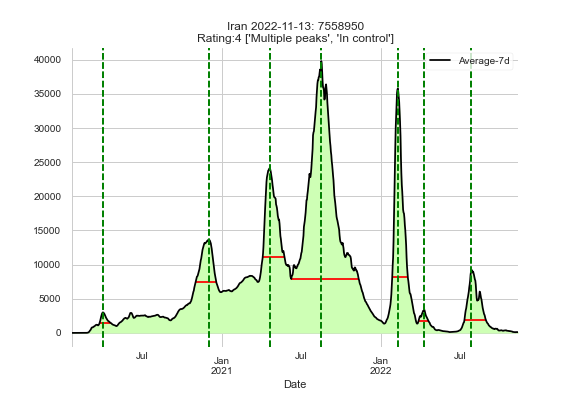 Iran 2022-11-13: 7558950
Rating:4 ['Multiple peaks', 'In control']
Average-7d
40000
35000
30000
25000
20000
15000
10000
5000
0
Jul
Jan
2021
Jul
Jan
2022
Jul
Date